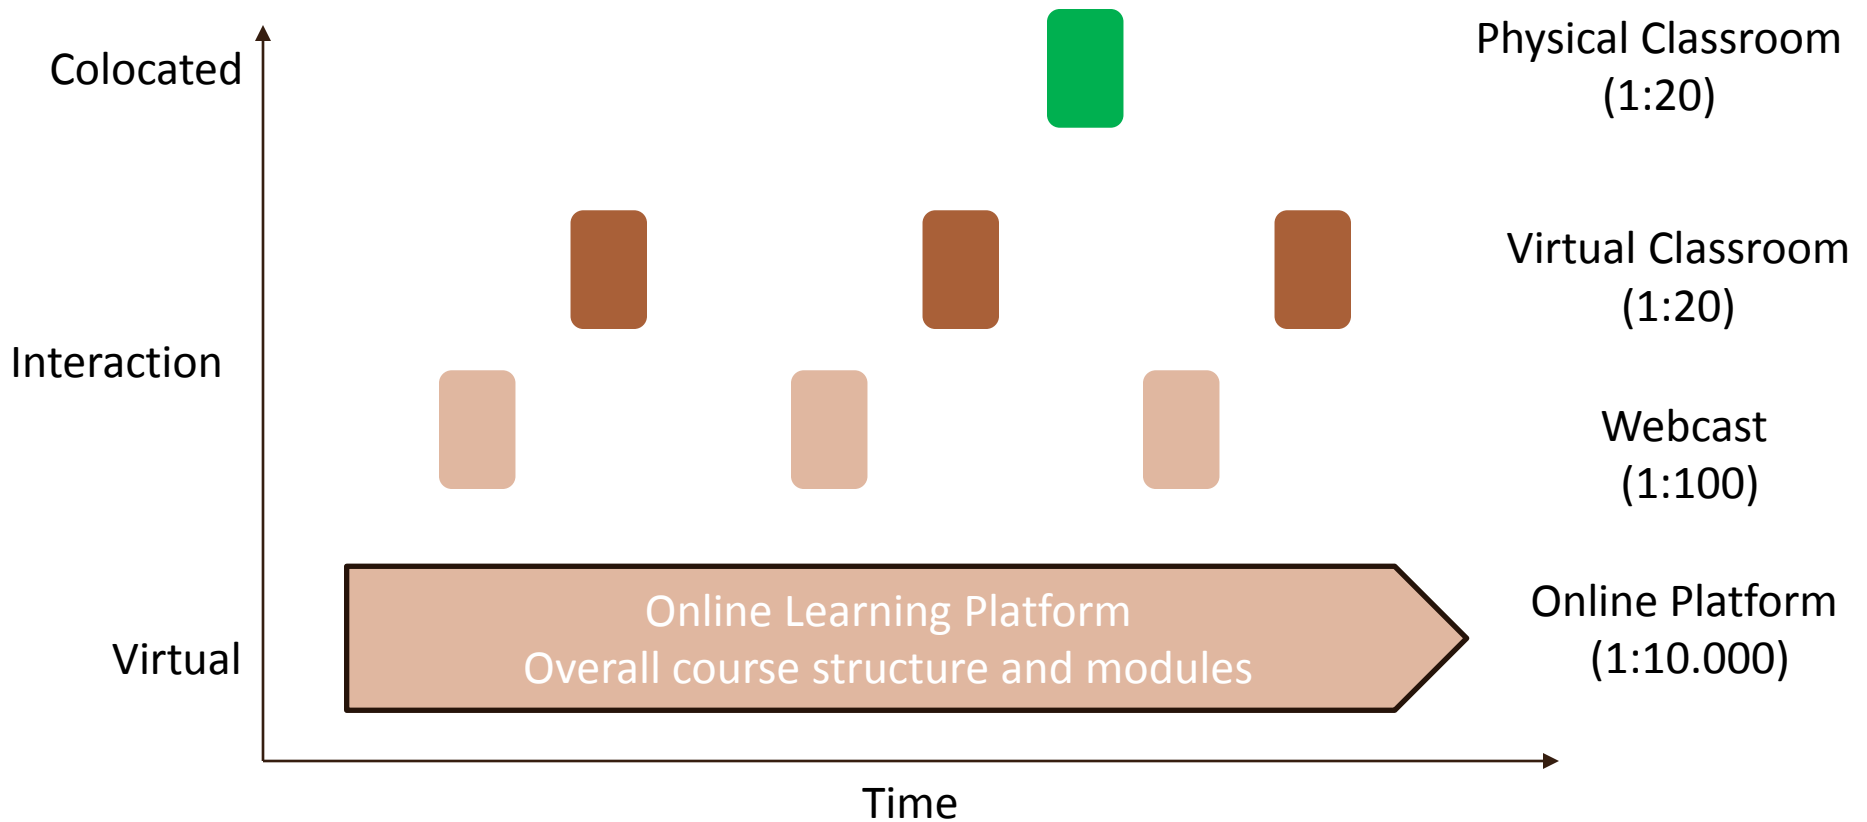 Colocated
Physical Classroom
(1:20)
Virtual Classroom
(1:20)
Interaction
Webcast
(1:100)
Online Learning Platform
Overall course structure and modules
Online Platform
(1:10.000)
Virtual
Time